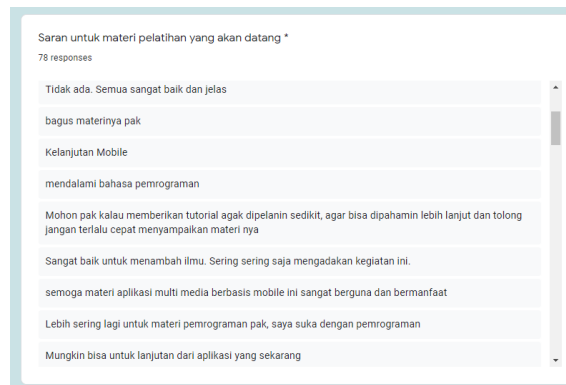 Saran untuk materi pelatihan yang akan datang *
78 responses
Tidak ada. Semua sangat baik dan jelas
bagus materinya pak
Kelanjutan Mobile
mendalami bahasa pemrograman
Mohon pak kalau memberikan tutorial agak dipelanin sedikit, agar bisa dipahamin lebih lanjut dan tolong
jangan terlalu cepat menyampaikan materi nya
Sangat baik untuk menambah ilmu. Sering sering saja mengadakan kegiatan ini.
semoga materi aplikasi multi media berbasis mobile ini sangat berguna dan bermanfaat
Lebih sering lagi untuk materi pemrograman pak, saya suka dengan pemrograman
Mungkin bisa untuk lanjutan dari aplikasi yang sekarang